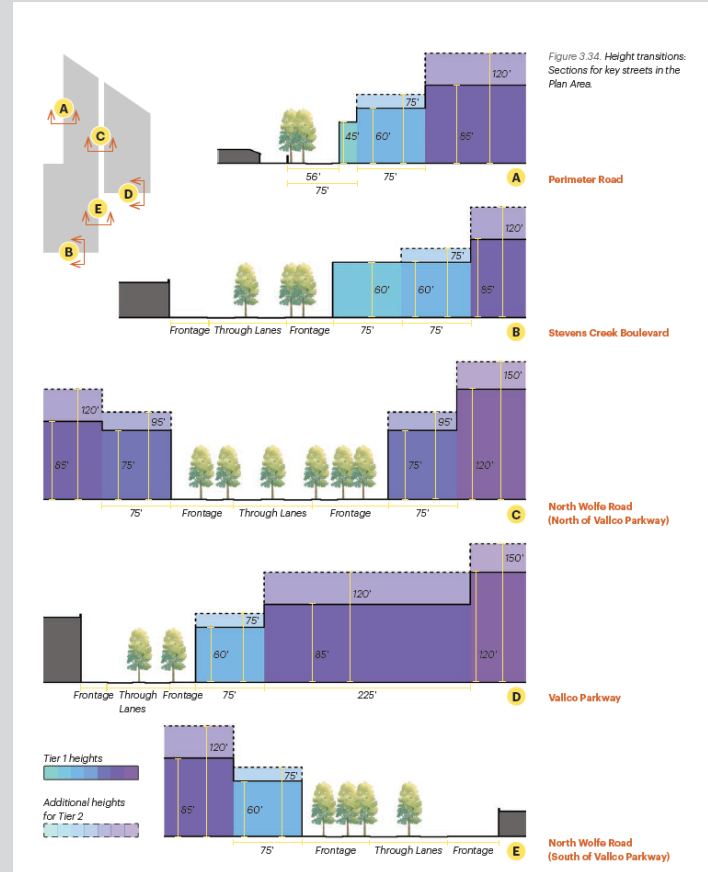 Figure 3.34. Height transitions:
Sections for key streets in the
Plan Area.
A
C
D
E
B
120'
75'
45'
60'
85'
56'
75'
75'
A
Perimeter Road
120'
75'
60'
60'
85'
Frontage
Through Lanes
Frontage
75'
75'
B
Stevens Creek Boulevard
150'
120'
95'
95'
85'
75'
75'
120'
75'
Frontage
Through Lanes
Frontage
75'
C
North Wolfe Road
(North of Vallco Parkway)
150'
120'
75'
60'
85'
120'
Frontage
Through
Lanes
Frontage
75'
225'
D
Vallco Parkway
120'
75'
85'
60'
75'
Frontage
Through Lanes
Frontage
E
North Wolfe Road
(South of Vallco Parkway)
Tier 1 heights
Additional heights
for Tier 2